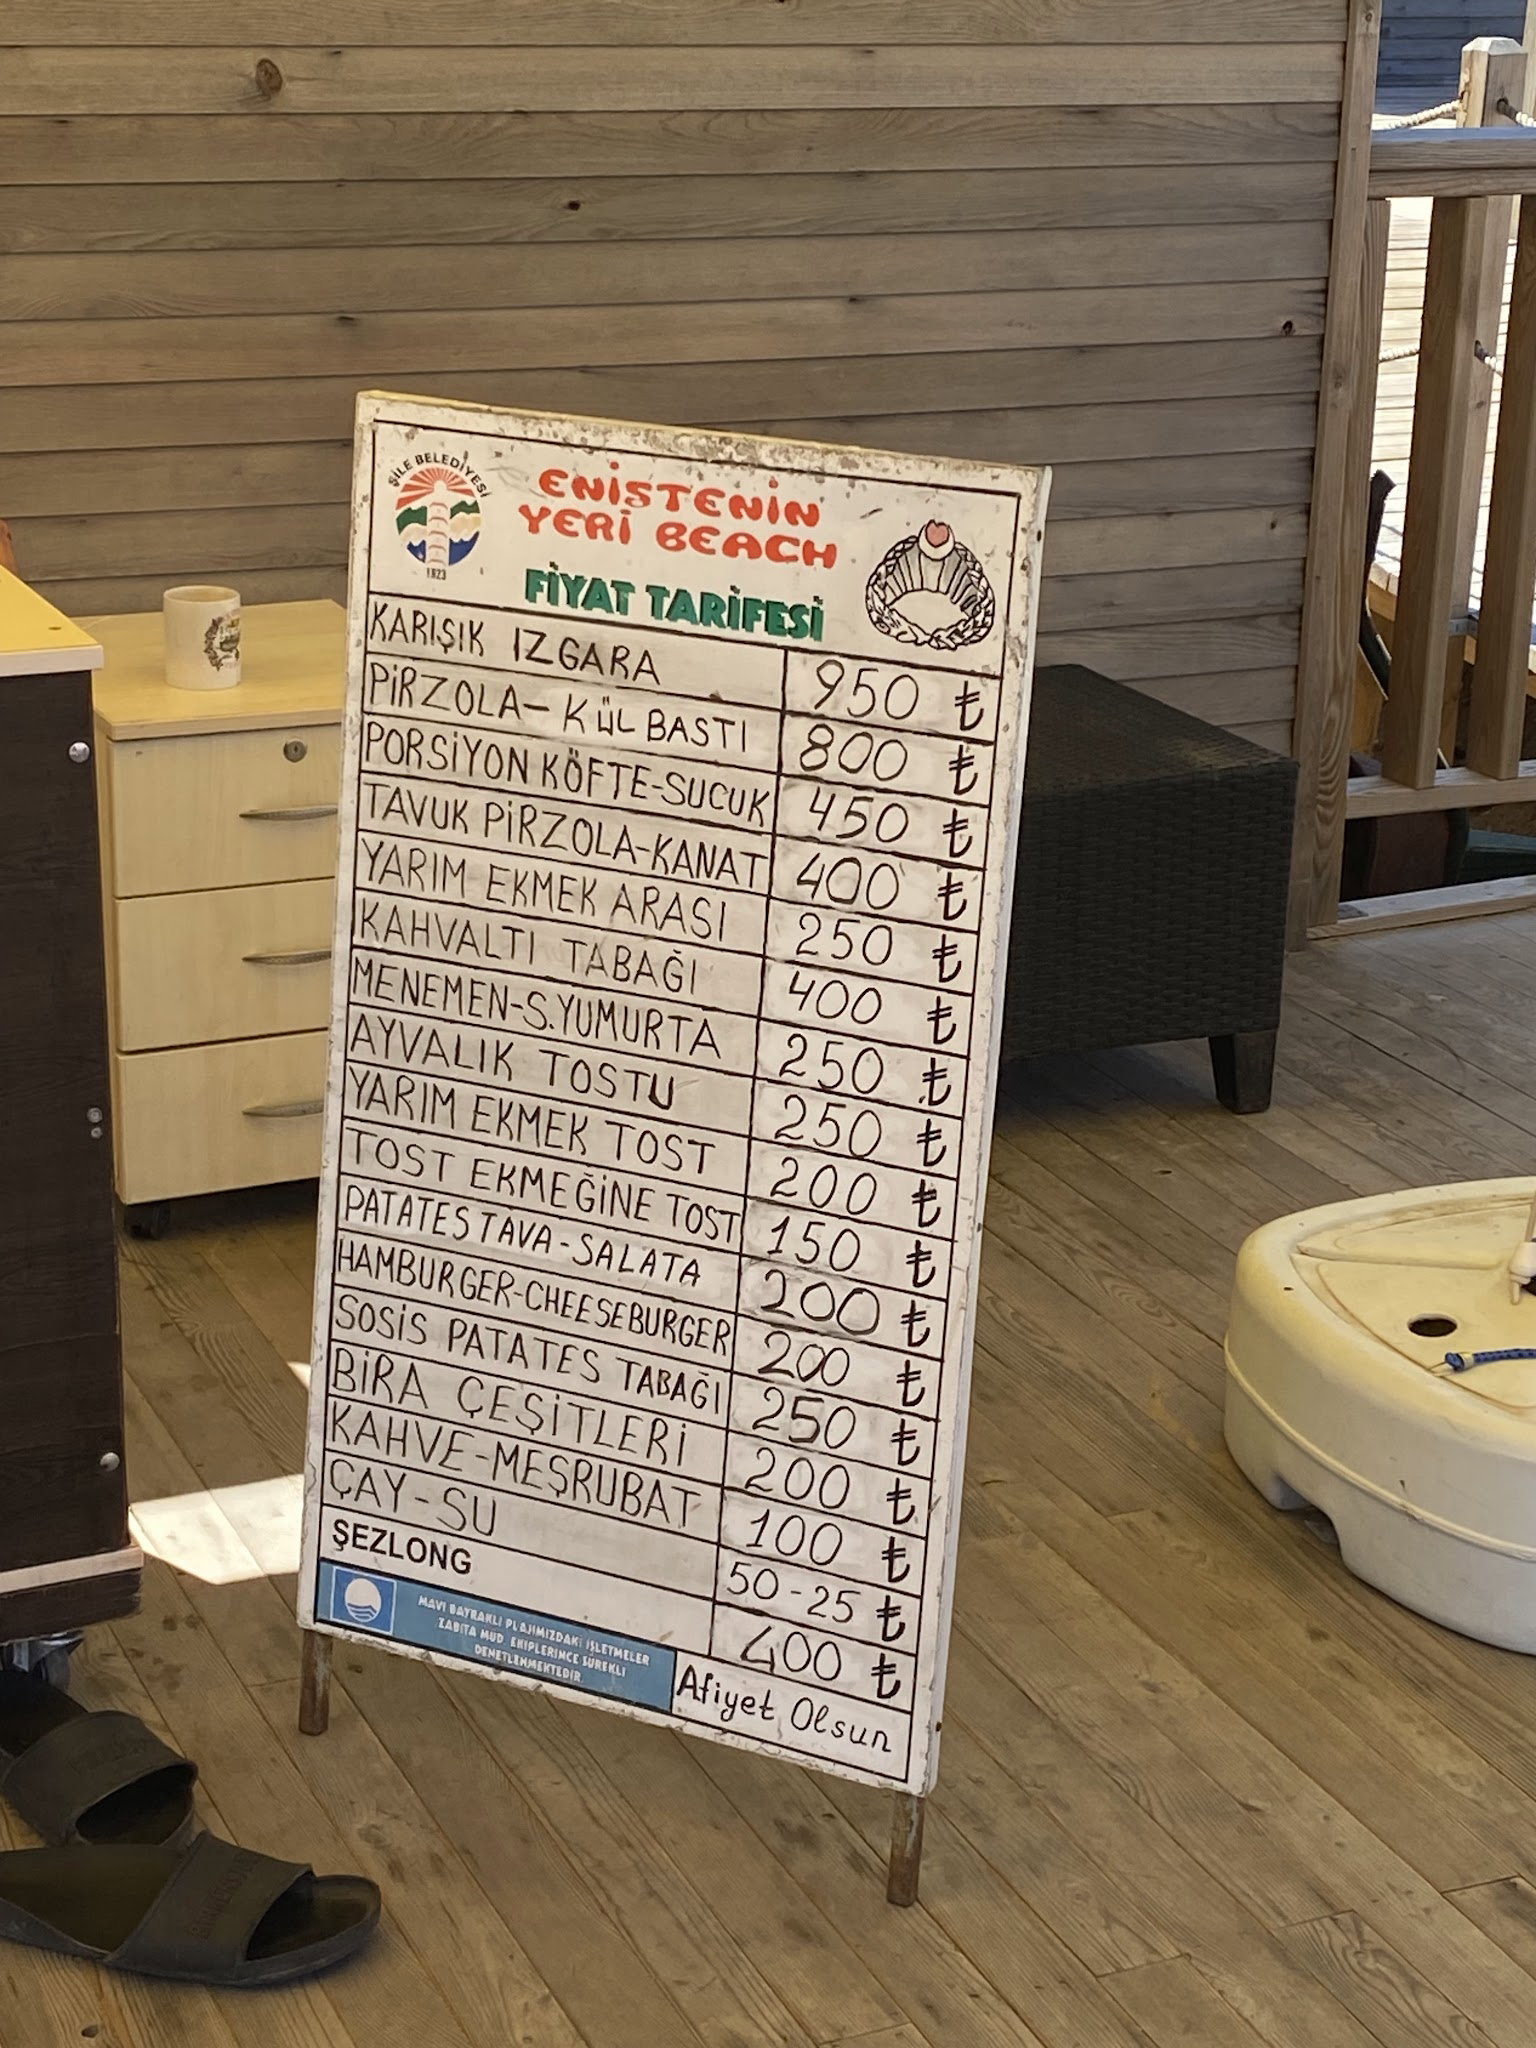 ŞİLE BELEDİYESİ
1923
ENİŞTENİN
YERİ BEACH
FİYAT TARİFESİ
KARIŞIK IZGARA 950 ₺
PİRZOLA-KÜLBASTI 800 ₺
PORSİYON KÖFTE-SUCUK 450 ₺
TAVUK PİRZOLA-KANAT 400 ₺
YARIM EKMEK ARASI 250 ₺
KAHVALTI TABAĞI 400 ₺
MENEMEN-S.YUMURTA 250 ₺
AYVALIK TOSTU 250 ₺
YARIM EKMEK TOST 200 ₺
TOST EKMEĞİNE TOST 150 ₺
PATATES TAVA-SALATA 200 ₺
HAMBURGER-CHEESEBURGER 200 ₺
SOSİS PATATES TABAĞI 250 ₺
BİRA ÇEŞİTLERİ 200 ₺
KAHVE-MEŞRUBAT 100 ₺
ÇAY-SU 50-25 ₺
ŞEZLONG 400 ₺
MAVİ BAYRAKLI PLAJIMIZDAKİ İŞLETMELER
ZABITA MÜD. EKİPLERİNCE SÜREKLİ
DENETLENMEKTEDİR
Afiyet Olsun